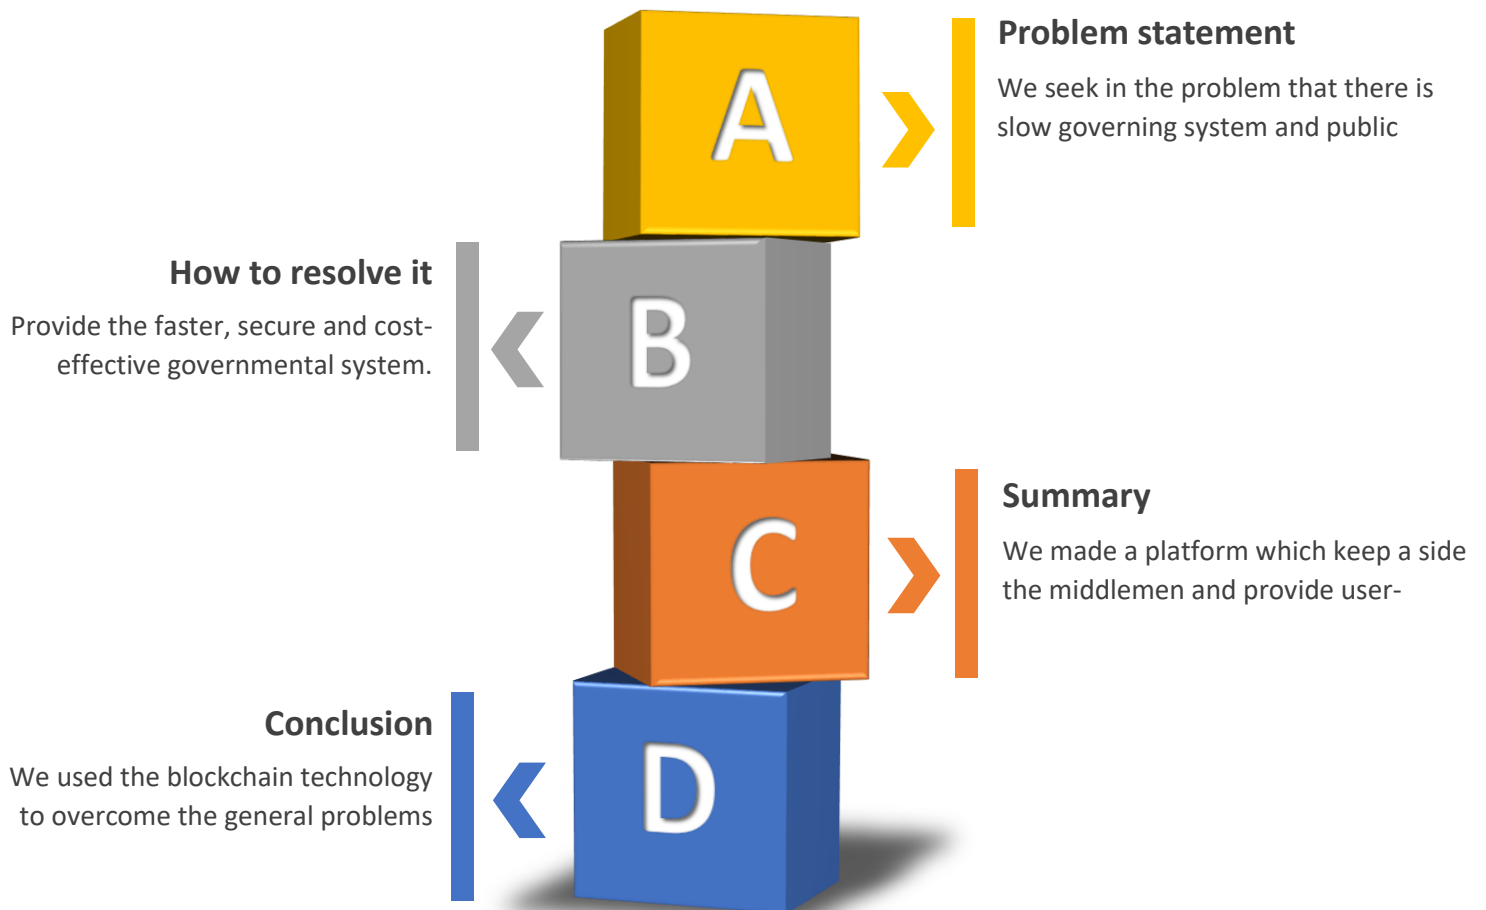 A
Problem statement
We seek in the problem that there is
slow governing system and public
How to resolve it
Provide the faster, secure and cost-
effective governmental system.
B
C
Summary
We made a platform which keep a side
the middlemen and provide user-
Conclusion
We used the blockchain technology
to overcome the general problems
D